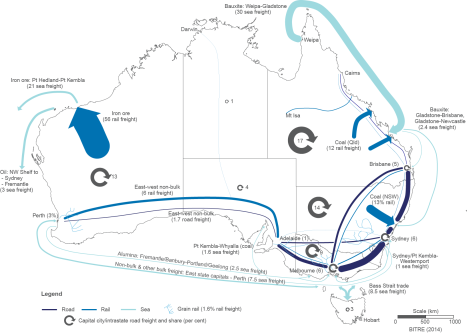 Bauxite: Weipa-Gladstone
(30 sea freight)
Darwin
Weipa
Iron ore: Pt Hedland-Pt Kembla
(21 sea freight)
Cairns
1
Iron ore
(86 rail freight)
Mt Isa
17
Coal (Qld)
(12 rail freight)
Bauxite:
Gladstone-Brisbane,
Gladstone-Newcastle
(2.4 sea freight)
Oil: NW Shelf to
- Sydney
- Fremantle
(3 sea freight)
13
Brisbane (5)
4
East–west non-bulk
(6 rail freight)
14
Coal (NSW)
(13% rail)
Perth (3%)
East–west non-bulk
(1.7 road freight)
Adelaide (1)
Sydney (6)
Pt Kembla-Whyalla (coal)
(1.6 sea freight)
Sydney/Pt Kembla-
Westernport
(1 sea freight)
Alumina: Fremantle/Bunbury-Portland/Geelong (2.5 sea freight)
Melbourne (6)
Non-bulk & other bulk freight: East state capitals - Perth (7.5 sea freight)
Bass Strait trade
(8.5 sea freight)
3
Hobart
Legend
Road
Rail
Sea
Grain rail (1.6% rail freight)
Capital city/intrastate road freight and share (per cent)
Scale (km)
0
500
1000
BITRE (2014)